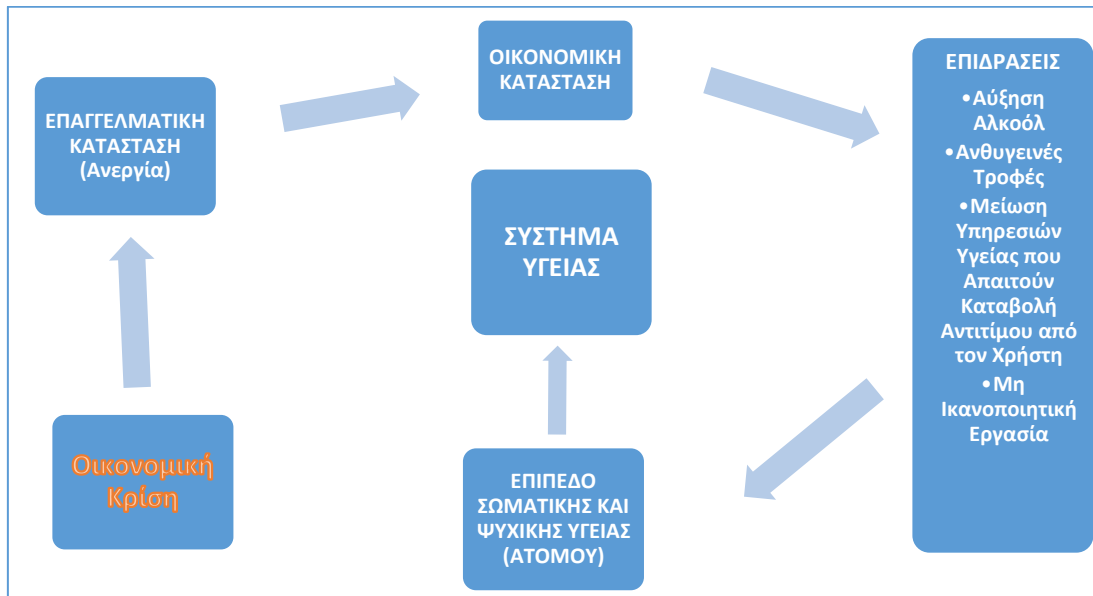 ΟΙΚΟΝΟΜΙΚΗ
ΚΑΤΑΣΤΑΣΗ
ΕΠΑΓΓΕΛΜΑΤΙΚΗ
ΚΑΤΑΣΤΑΣΗ
(Ανεργία)
ΕΠΙΔΡΑΣΕΙΣ
•Αύξηση
Αλκοόλ
•Ανθυγεινές
Τροφές
•Μείωση
Υπηρεσιών
Υγείας που
Απαιτούν
Καταβολή
Αντιτίμου από
τον Χρήστη
•Μη
Ικανοποιητική
Εργασία
ΣΥΣΤΗΜΑ
ΥΓΕΙΑΣ
Οικονομική
Κρίση
ΕΠΙΠΕΔΟ
ΣΩΜΑΤΙΚΗΣ ΚΑΙ
ΨΥΧΙΚΗΣ ΥΓΕΙΑΣ
(ΑΤΟΜΟΥ)